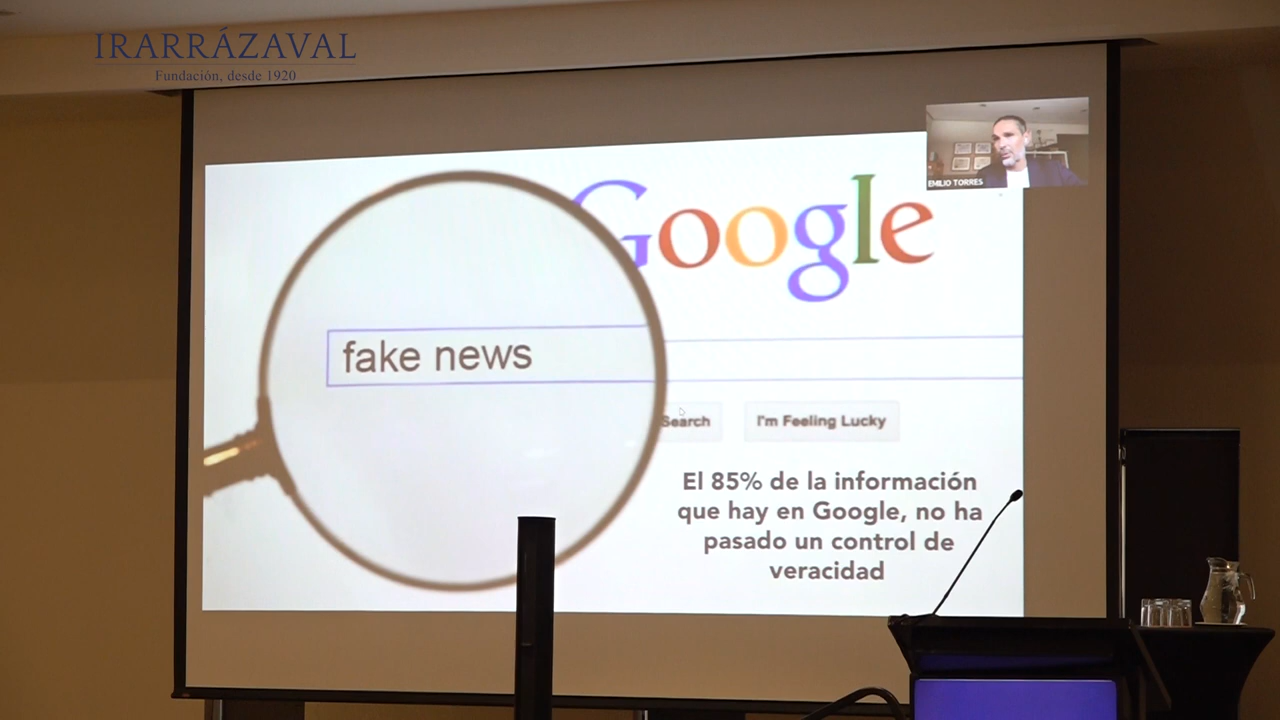 IRARRÁZAVAL
Fundación, desde 1920
EMILIO TORRES
Google
fake news
Search
I'm Feeling Lucky
El 85% de la información
que hay en Google, no ha
pasado un control de
veracidad